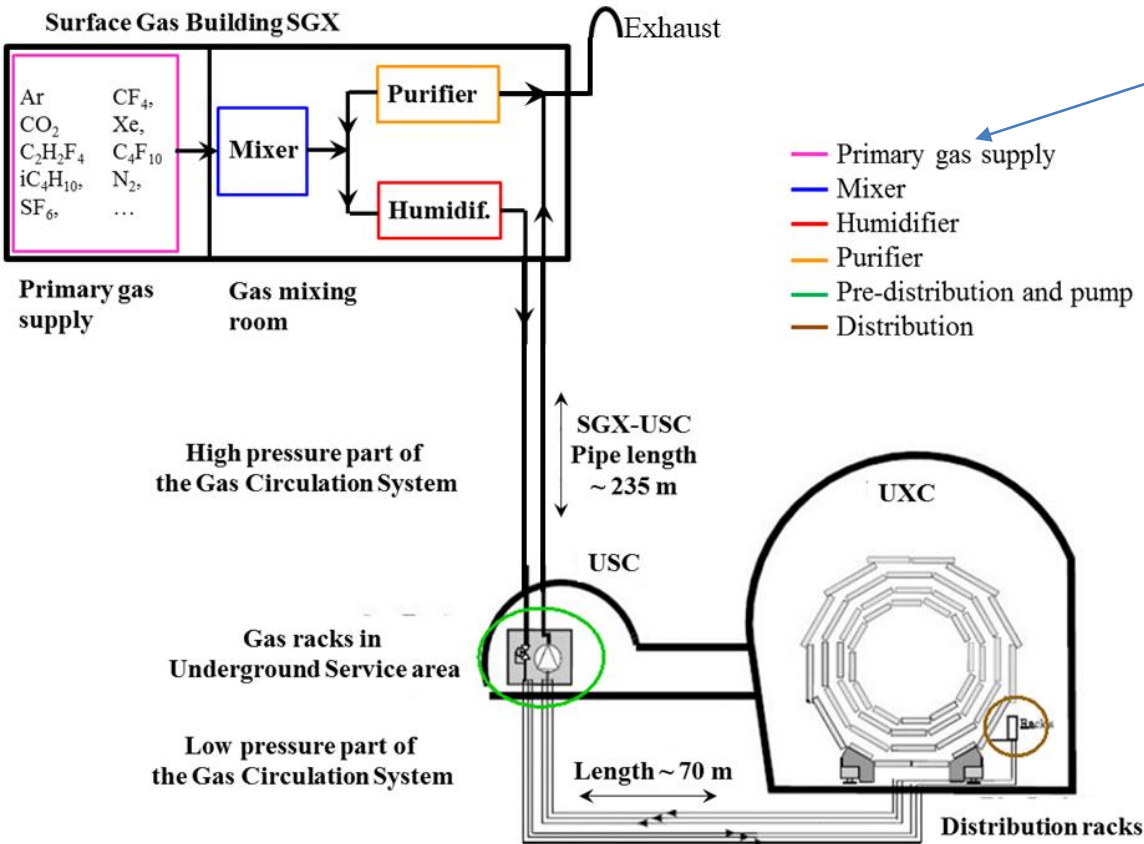 Surface Gas Building SGX
Exhaust
Ar CF₄,
CO₂ Xe,
C₂H₂F₄ C₄F₁₀
iC₄H₁₀, N₂,
SF₆, ...
Mixer
Purifier
Humidif.
Primary gas
supply
Gas mixing
room
Primary gas supply
Mixer
Humidifier
Purifier
Pre-distribution and pump
Distribution
High pressure part of
the Gas Circulation System
SGX-USC
Pipe length
~ 235 m
USC
UXC
Gas racks in
Underground Service area
Racks
Low pressure part of
the Gas Circulation System
Length ~ 70 m
Distribution racks